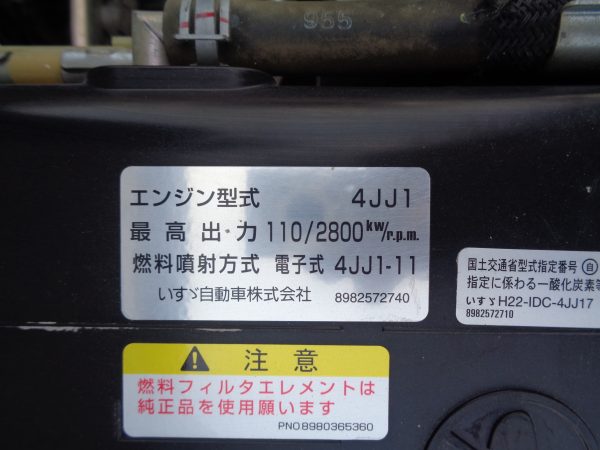 955
エンジン型式 4JJ1
最高出力 110/2800kw/r.p.m.
燃料噴射方式 電子式 4JJ1-11
いすゞ自動車株式会社 8982572740
国土交通省型式指定番号 自
指定に係わる一酸化炭素等
いすゞH22-IDC-4JJ17
8982572710
注意
燃料フィルタエレメントは
純正品を使用願います
PNO.8980365360